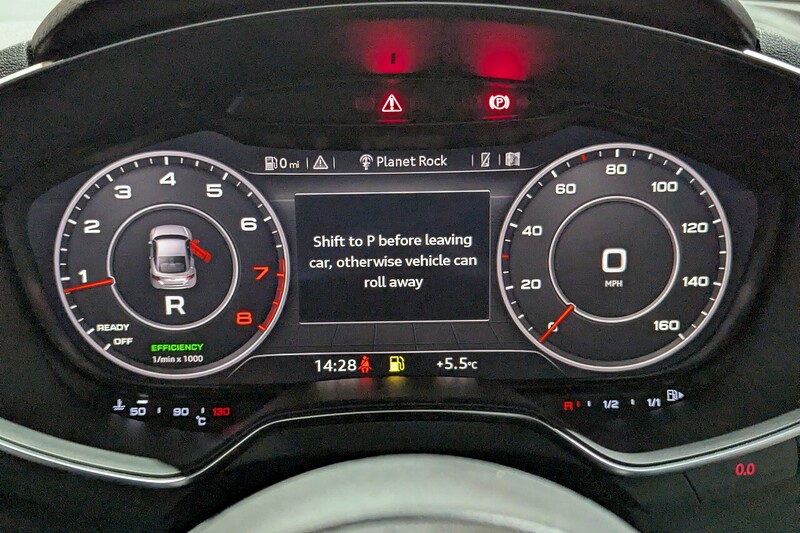 P
0 mi
Planet Rock
Shift to P before leaving
car, otherwise vehicle can
roll away
1
2
3
4
5
6
7
8
R
READY
OFF
EFFICIENCY
1/min x 1000
0
20
40
60
80
100
120
140
160
0
MPH
14:28
+5.5°C
50
90
130
°C
R
1/2
1/1
0.0